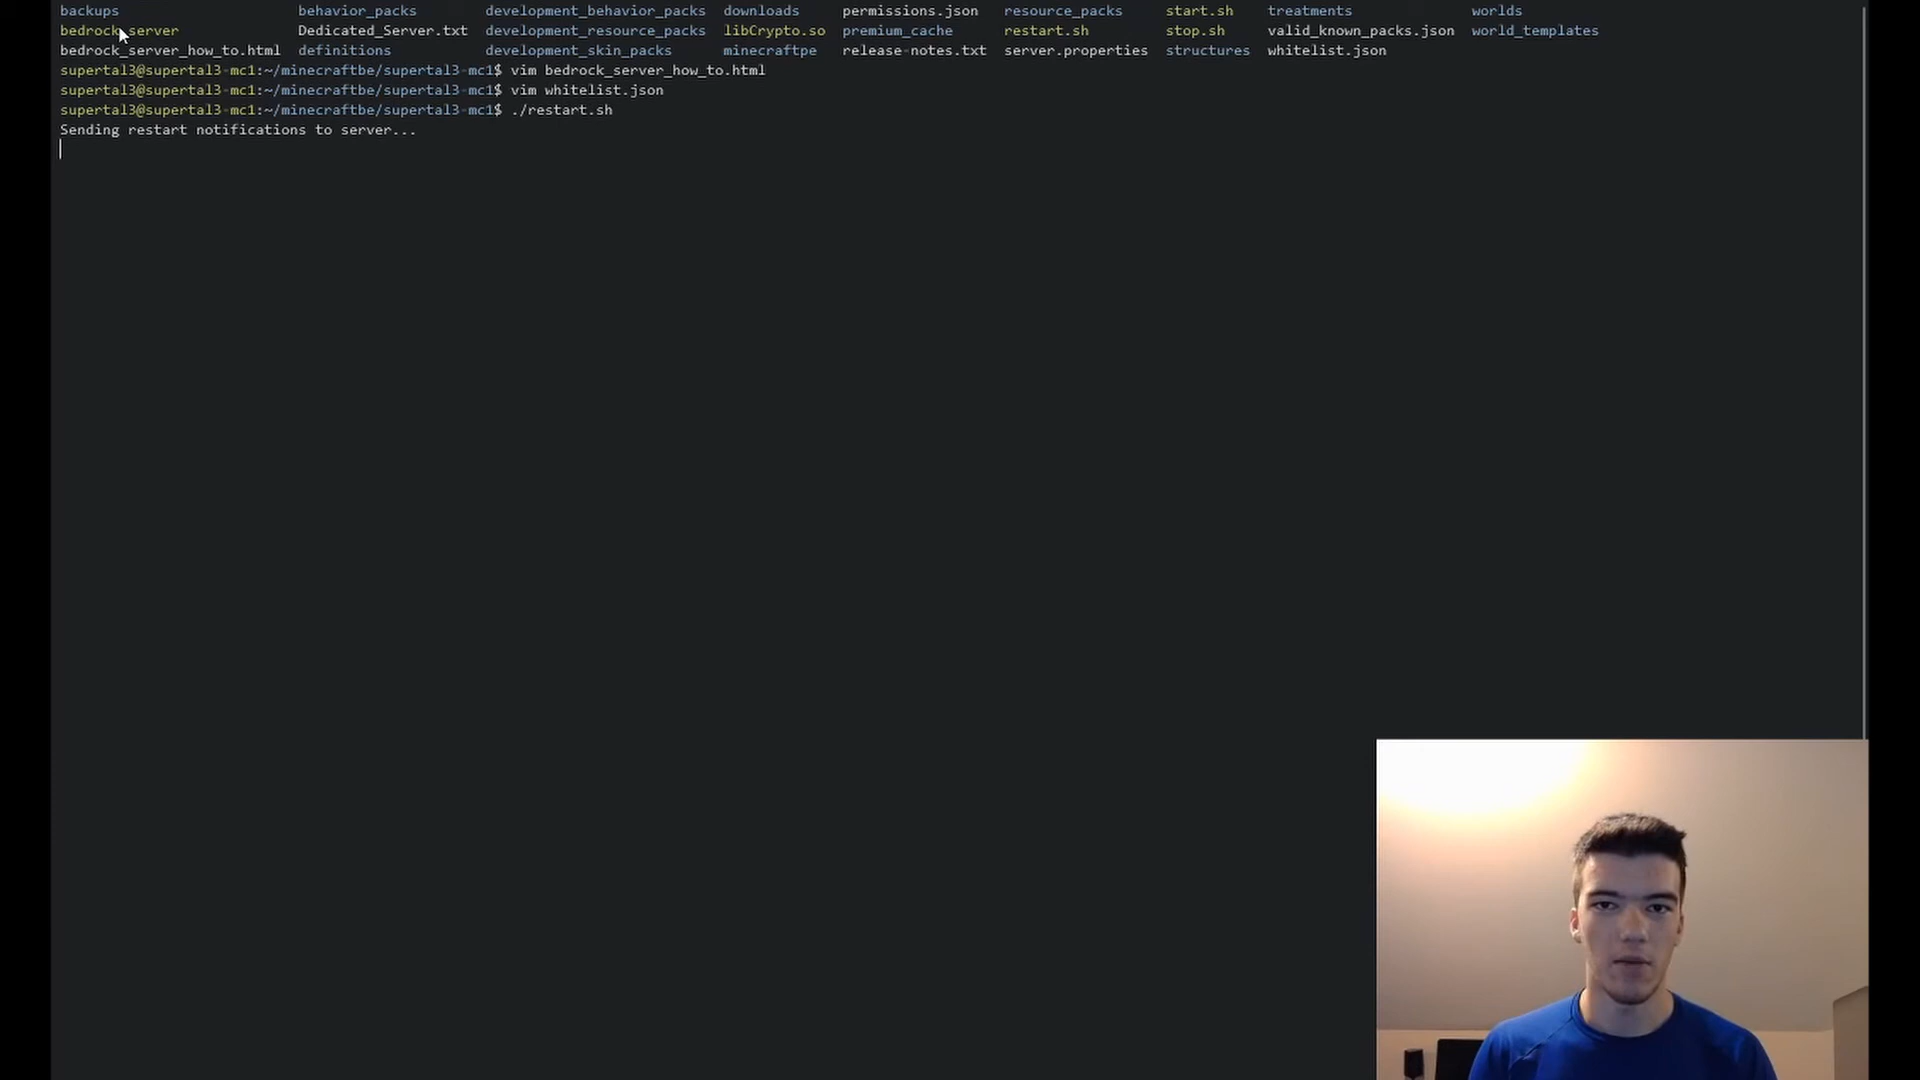 backups behavior_packs development_behavior_packs downloads permissions.json resource_packs start.sh treatments worlds
bedrock_server Dedicated_Server.txt development_resource_packs libCrypto.so premium_cache restart.sh stop.sh valid_known_packs.json world_templates
bedrock_server_how_to.html definitions development_skin_packs minecraftpe release-notes.txt server.properties structures whitelist.json
supertal3@supertal3-mc1:~/minecraftbe/supertal3-mc1$ vim bedrock_server_how_to.html
supertal3@supertal3-mc1:~/minecraftbe/supertal3-mc1$ vim whitelist.json
supertal3@supertal3-mc1:~/minecraftbe/supertal3-mc1$ ./restart.sh
Sending restart notifications to server...